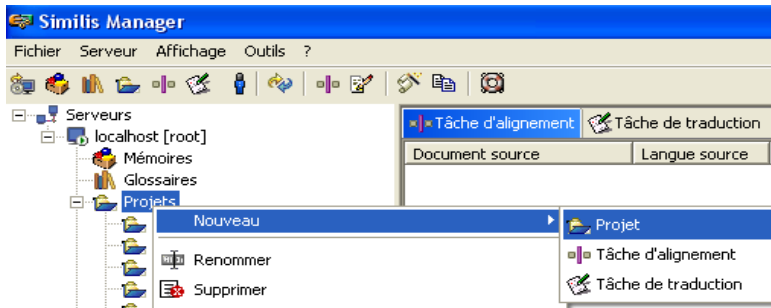 Similis Manager
Fichier Serveur Affichage Outils ?
Serveurs
localhost [root]
Mémoires
Glossaires
Projets
Tâche d'alignement Tâche de traduction
Document source Langue source
Nouveau
Renommer
Supprimer
Projet
Tâche d'alignement
Tâche de traduction